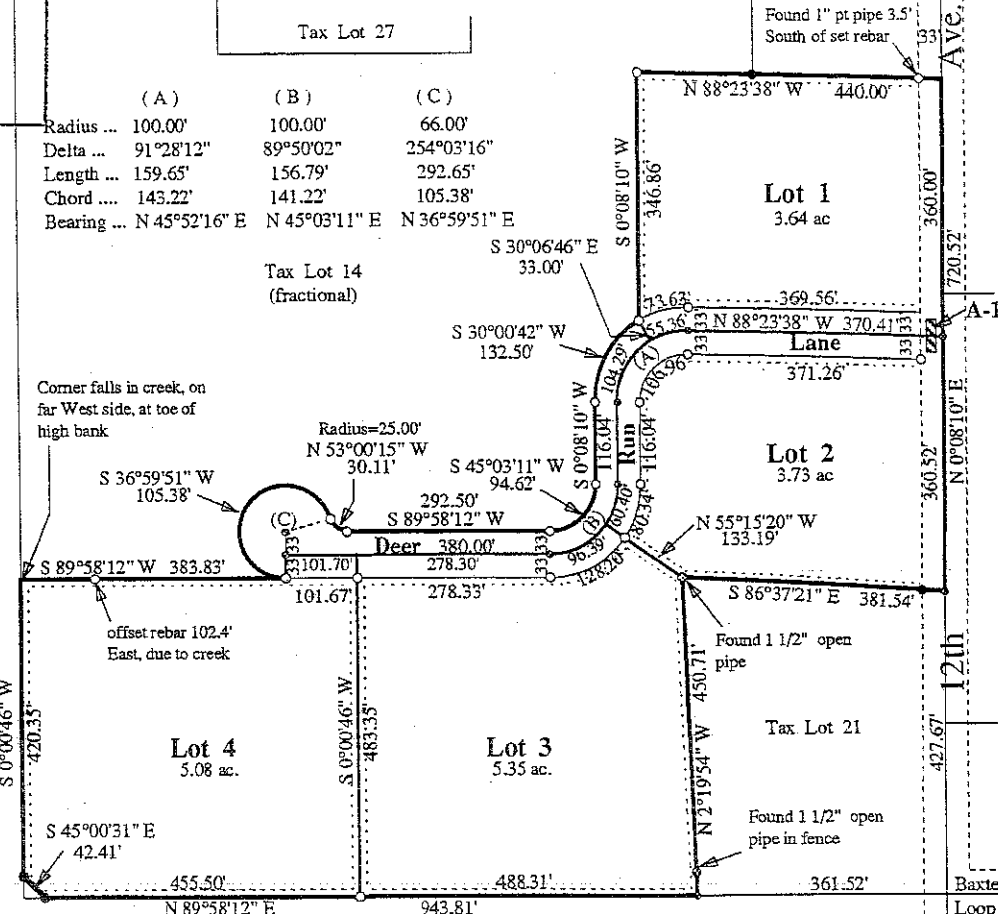 Tax Lot 27
Found 1" pt pipe 3.5'
South of set rebar
33'
Ave.
N 88°23'38" W 440.00'
( A ) ( B ) ( C )
Radius ... 100.00' 100.00' 66.00'
Delta ... 91°28'12" 89°50'02" 254°03'16"
Length ... 159.65' 156.79' 292.65'
Chord .... 143.22' 141.22' 105.38'
Bearing ... N 45°52'16" E N 45°03'11" E N 36°59'51" E
S 0°08'10" W
346.86'
Lot 1
3.64 ac
360.00'
720.52'
S 30°06'46" E
33.00'
Tax Lot 14
(fractional)
73.63'
369.56'
A-1
55.36'
33'
N 88°23'38" W 370.41'
33'
S 30°00'42" W
132.50'
104.29'
(A)
33'
Lane
33'
106.96'
371.26'
Corner falls in creek, on
far West side, at toe of
high bank
S 0°08'10" W
116.04'
Run
116.04'
Lot 2
3.73 ac
360.52'
N 0°08'10" E
Radius=25.00'
N 53°00'15" W
30.11'
S 45°03'11" W
94.62'
S 36°59'51" W
105.38'
292.50'
S 89°58'12" W
(C)
33'
33'
(B)
60.40'
80.34'
N 55°15'20" W
133.19'
Deer 380.00'
33'
33'
96.39'
128.20'
S 89°58'12" W 383.83'
101.70'
278.30'
101.67'
278.33'
S 86°37'21" E 381.54'
offset rebar 102.4'
East, due to creek
Found 1 1/2" open
pipe
12th
S 0°00'46" W
420.35'
S 0°00'46" W
483.35'
450.71'
N 2°19'54" W
Tax Lot 21
427.67'
Lot 4
5.08 ac.
Lot 3
5.35 ac.
S 45°00'31" E
42.41'
Found 1 1/2" open
pipe in fence
455.50'
488.31'
361.52'
Baxte
N 89°58'12" E
943.81'
Loop